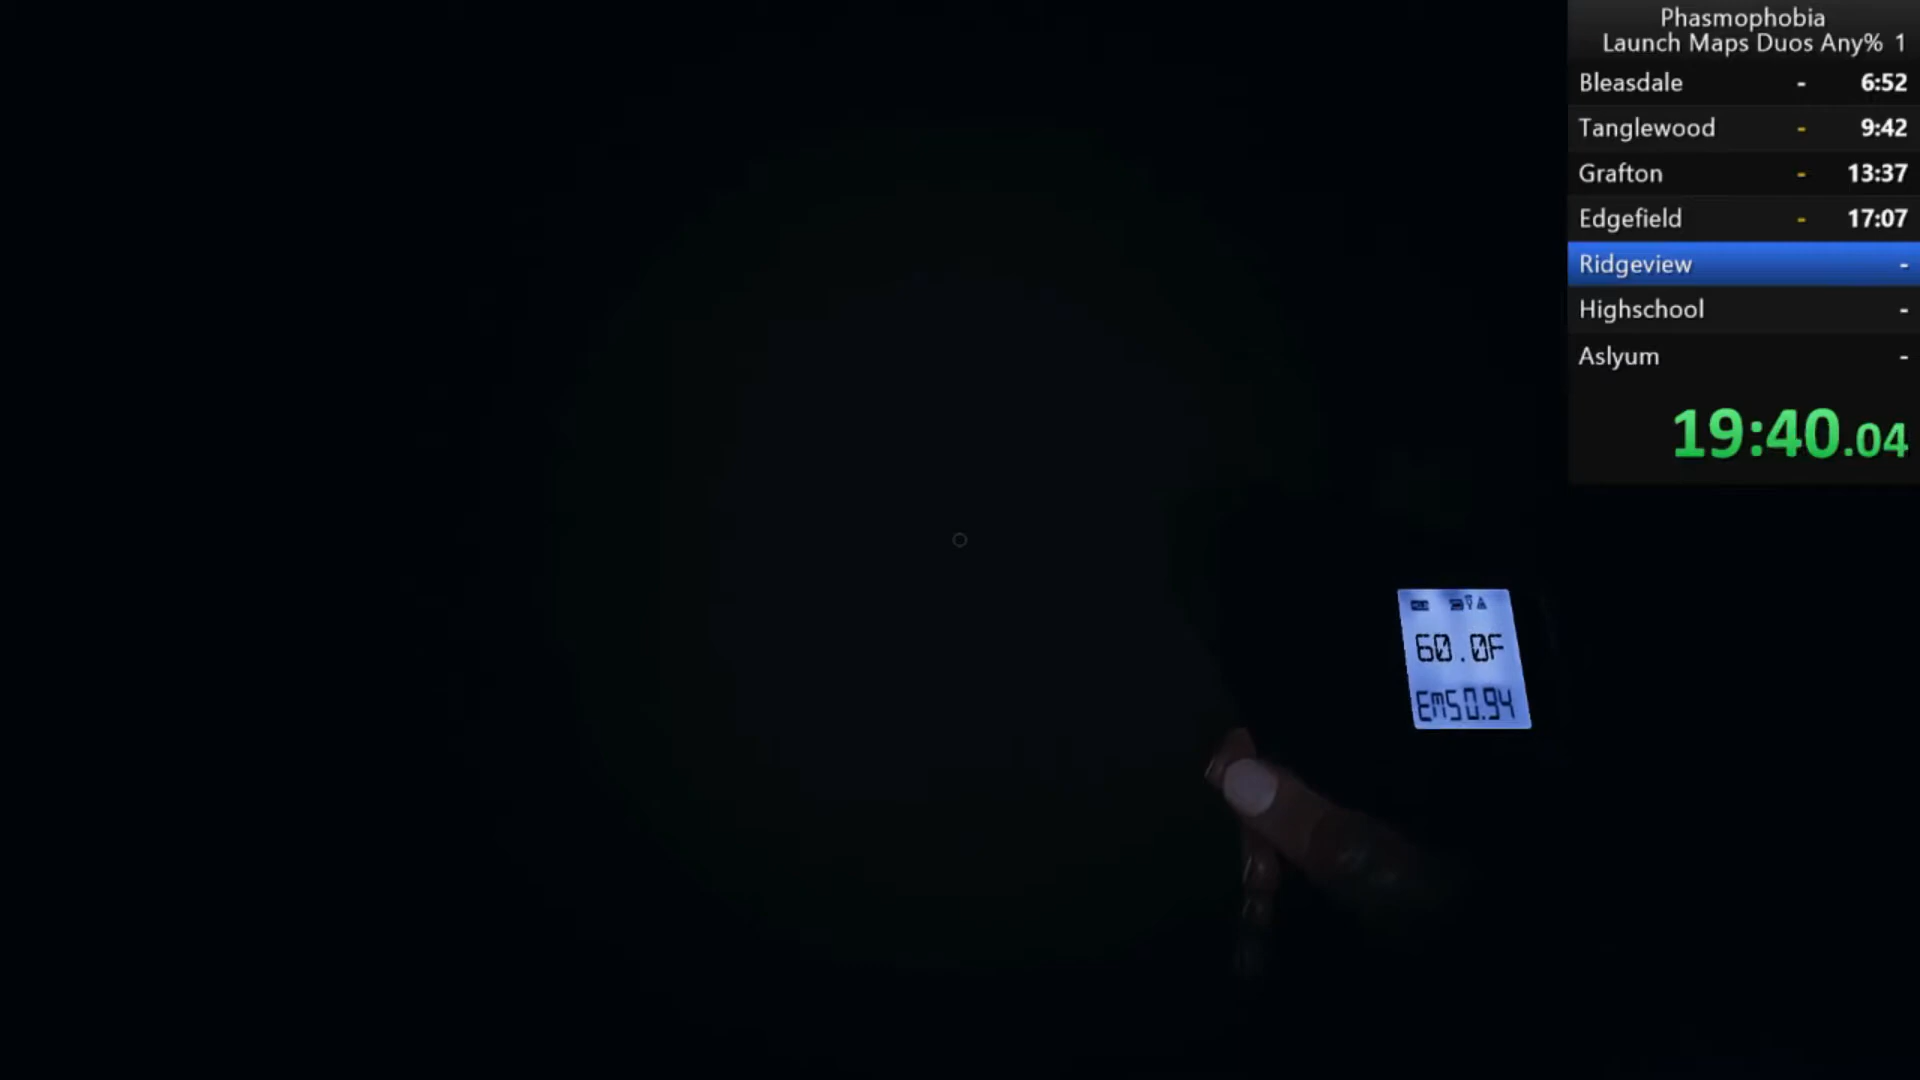 Phasmophobia
Launch Maps Duos Any% 1
Bleasdale - 6:52
Tanglewood - 9:42
Grafton - 13:37
Edgefield - 17:07
Ridgeview -
Highschool -
Aslyum -
19:40.04
60.0F
EMS0.94